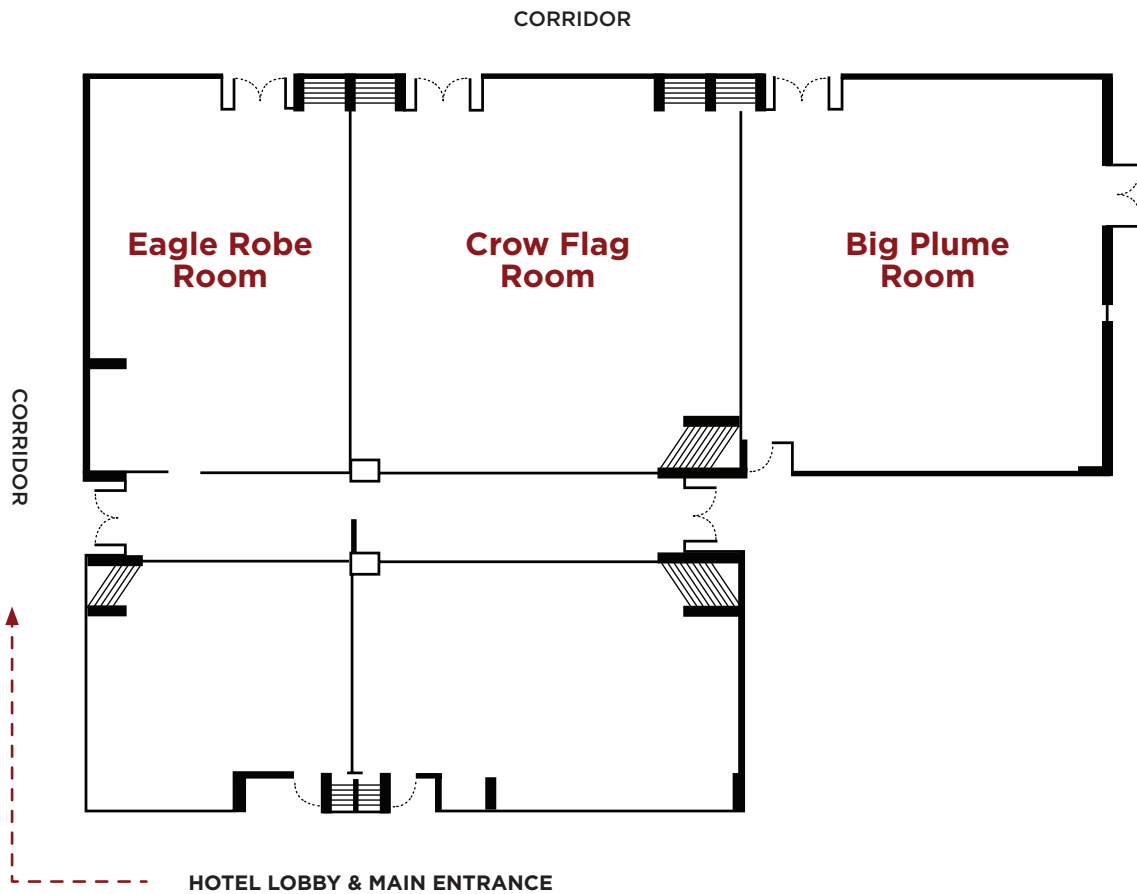 CORRIDOR
Eagle Robe
Room
Crow Flag
Room
Big Plume
Room
CORRIDOR
HOTEL LOBBY & MAIN ENTRANCE